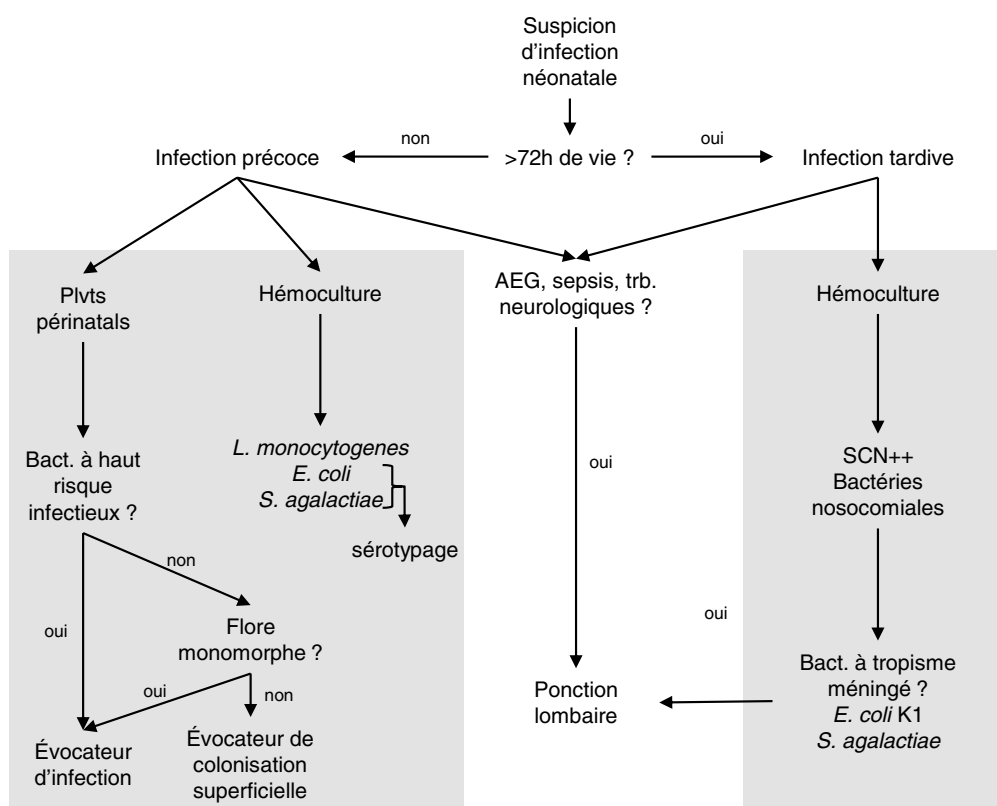 Suspicion
d’infection
néonatale
non
oui
Infection précoce
>72h de vie ?
Infection tardive
Plvts
périnatals
Hémoculture
AEG, sepsis, trb.
neurologiques ?
Hémoculture
Bact. à haut
risque
infectieux ?
L. monocytogenes
E. coli
S. agalactiae
sérotypage
oui
SCN++
Bactéries
nosocomiales
non
oui
Flore
monomorphe ?
oui
non
oui
Évocateur
d’infection
Évocateur de
colonisation
superficielle
Ponction
lombaire
Bact. à tropisme
méningé ?
E. coli K1
S. agalactiae